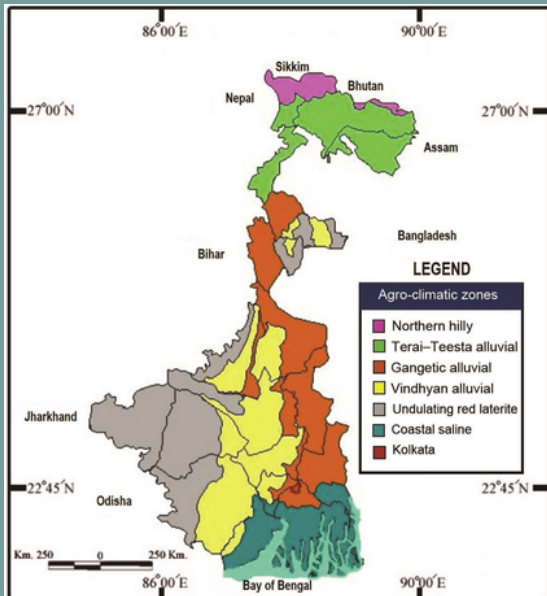 86°00´E
90°00´E
Sikkim
Bhutan
Nepal
27°00´N
27°00´N
Assam
Bangladesh
Bihar
LEGEND
Agro-climatic zones
Northern hilly
Terai–Teesta alluvial
Gangetic alluvial
Vindhyan alluvial
Undulating red laterite
Coastal saline
Kolkata
Jharkhand
22°45´N
22°45´N
Odisha
Km. 250 0 250 Km.
86°00´E
90°00´E
Bay of Bengal